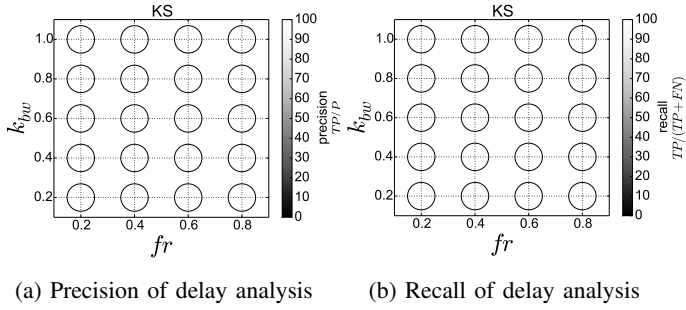 KS
1.0
0.8
0.6
0.4
0.2
k_bw
0.2 0.4 0.6 0.8
fr
100
90
80
70
60
50
40
30
20
10
0
precision
TP/P
(a) Precision of delay analysis
KS
1.0
0.8
0.6
0.4
0.2
k_bw
0.2 0.4 0.6 0.8
fr
100
90
80
70
60
50
40
30
20
10
0
recall
TP/(TP+FN)
(b) Recall of delay analysis